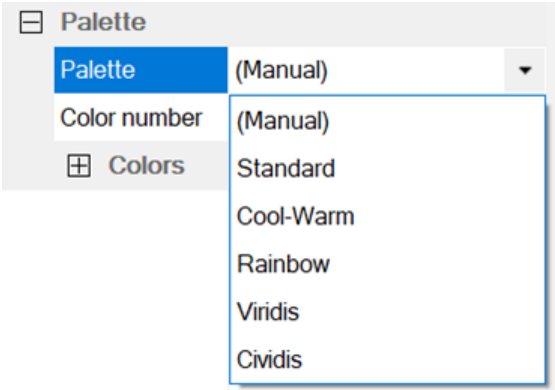 Palette
Palette (Manual)
Color number (Manual)
Colors Standard
Cool-Warm
Rainbow
Viridis
Cividis